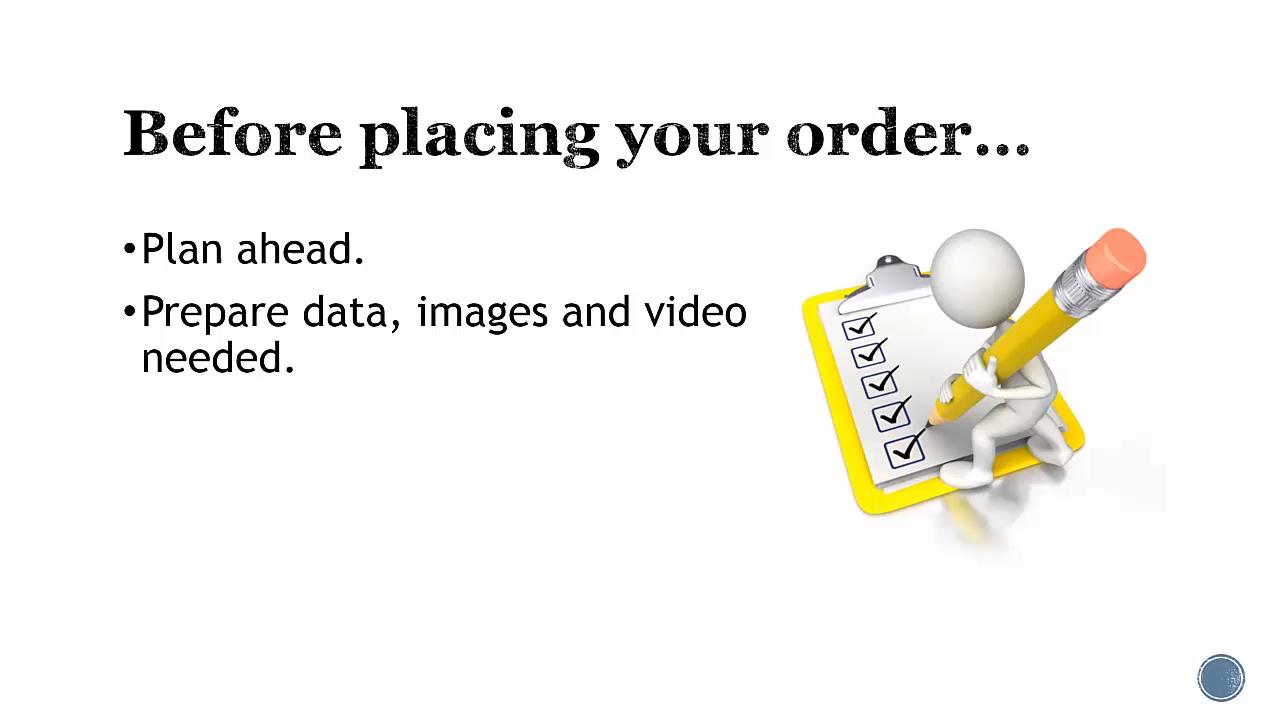 Before placing your order...
•Plan ahead.
•Prepare data, images and video
needed.